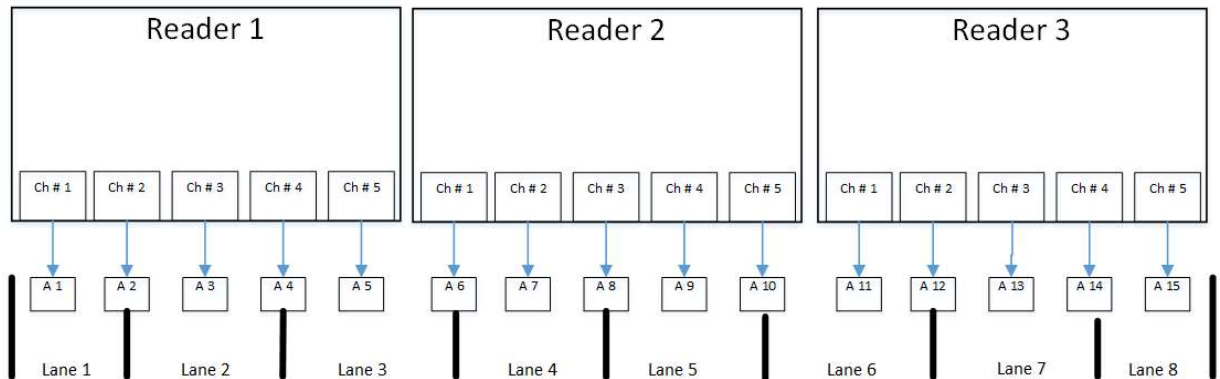 Reader 1 Reader 2 Reader 3
Ch # 1 Ch # 2 Ch # 3 Ch # 4 Ch # 5 Ch # 1 Ch # 2 Ch # 3 Ch # 4 Ch # 5 Ch # 1 Ch # 2 Ch # 3 Ch # 4 Ch # 5
A 1 A 2 A 3 A 4 A 5 A 6 A 7 A 8 A 9 A 10 A 11 A 12 A 13 A 14 A 15
Lane 1 Lane 2 Lane 3 Lane 4 Lane 5 Lane 6 Lane 7 Lane 8